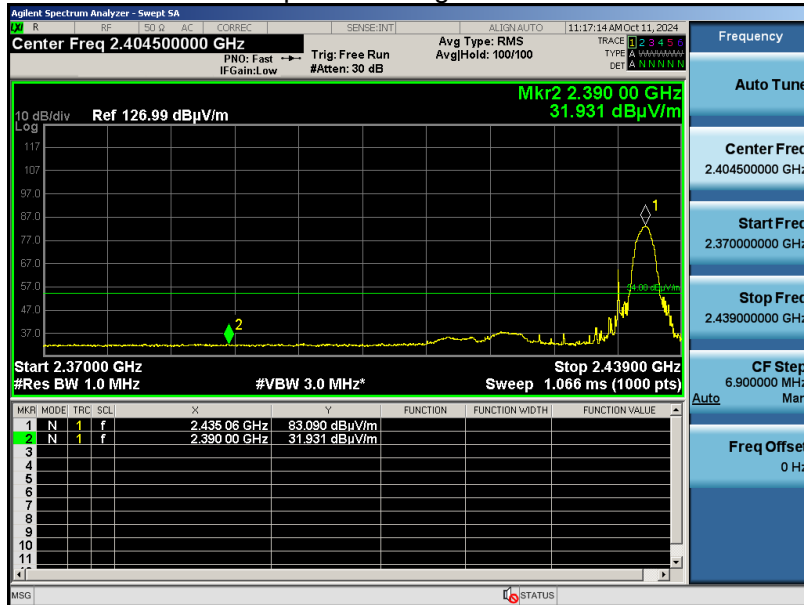 Agilent Spectrum Analyzer - Swept SA
LXI R RF 50 Ω AC CORREC SENSE:INT ALIGN AUTO 11:17:14 AM Oct 11, 2024
Center Freq 2.404500000 GHz
PNO: Fast
IFGain:Low
Trig: Free Run
#Atten: 30 dB
Avg Type: RMS
Avg|Hold: 100/100
TRACE 1 2 3 4 5 6
TYPE A
DET A N N N N N
Mkr2 2.390 00 GHz
31.931 dBµV/m
10 dB/div Ref 126.99 dBµV/m
Log
117
107
97.0
87.0
77.0
67.0
57.0
47.0
37.0
1
2
54.00 dBµV/m
Start 2.37000 GHz Stop 2.43900 GHz
#Res BW 1.0 MHz #VBW 3.0 MHz* Sweep 1.066 ms (1000 pts)
MKR MODE TRC SCL X Y FUNCTION FUNCTION WIDTH FUNCTION VALUE
1 N 1 f 2.435 06 GHz 83.090 dBµV/m
2 N 1 f 2.390 00 GHz 31.931 dBµV/m
3
4
5
6
7
8
9
10
11
MSG STATUS
Frequency
Auto Tune
Center Freq
2.404500000 GHz
Start Freq
2.370000000 GHz
Stop Freq
2.439000000 GHz
CF Step
6.900000 MHz
Auto Man
Freq Offset
0 Hz